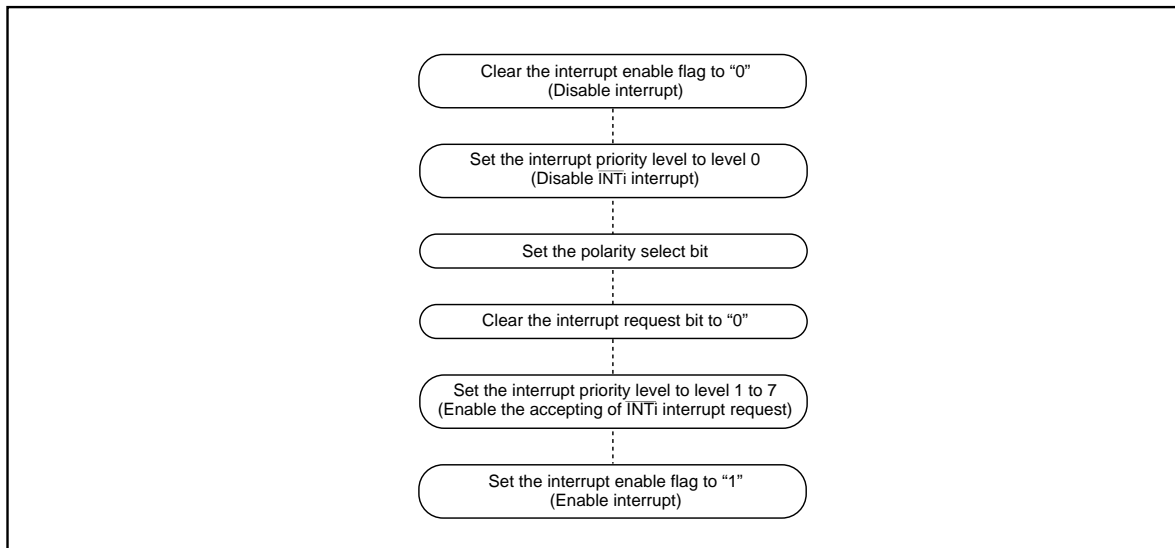 Clear the interrupt enable flag to “0”
(Disable interrupt)
Set the interrupt priority level to level 0
(Disable I̅N̅T̅i̅ interrupt)
Set the polarity select bit
Clear the interrupt request bit to “0”
Set the interrupt priority level to level 1 to 7
(Enable the accepting of I̅N̅T̅i̅ interrupt request)
Set the interrupt enable flag to “1”
(Enable interrupt)